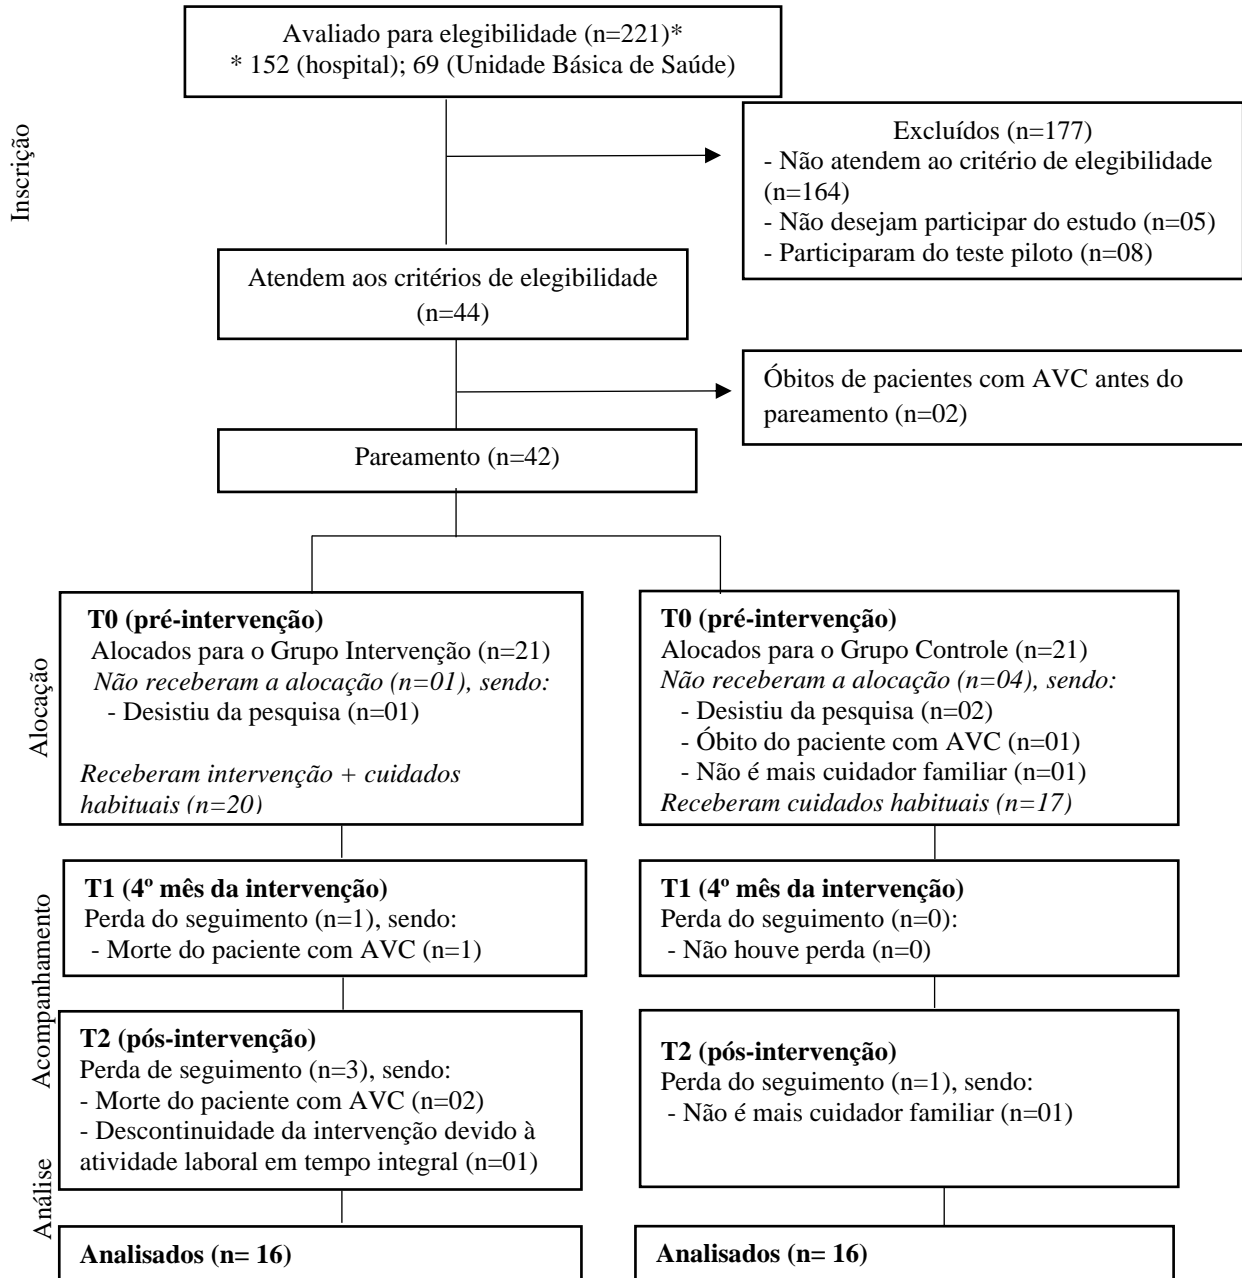 Avaliado para elegibilidade (n=221)*
* 152 (hospital); 69 (Unidade Básica de Saúde)
Inscrição
Excluídos (n=177)
- Não atendem ao critério de elegibilidade
(n=164)
- Não desejam participar do estudo (n=05)
- Participaram do teste piloto (n=08)
Atendem aos critérios de elegibilidade
(n=44)
Óbitos de pacientes com AVC antes do
pareamento (n=02)
Pareamento (n=42)
Alocação
T0 (pré-intervenção)
Alocados para o Grupo Intervenção (n=21)
Não receberam a alocação (n=01), sendo:
- Desistiu da pesquisa (n=01)
Receberam intervenção + cuidados
habituais (n=20)
T0 (pré-intervenção)
Alocados para o Grupo Controle (n=21)
Não receberam a alocação (n=04), sendo:
- Desistiu da pesquisa (n=02)
- Óbito do paciente com AVC (n=01)
- Não é mais cuidador familiar (n=01)
Receberam cuidados habituais (n=17)
Acompanhamento
T1 (4º mês da intervenção)
Perda do seguimento (n=1), sendo:
- Morte do paciente com AVC (n=1)
T1 (4º mês da intervenção)
Perda do seguimento (n=0):
- Não houve perda (n=0)
T2 (pós-intervenção)
Perda de seguimento (n=3), sendo:
- Morte do paciente com AVC (n=02)
- Descontinuidade da intervenção devido à
atividade laboral em tempo integral (n=01)
T2 (pós-intervenção)
Perda do seguimento (n=1), sendo:
- Não é mais cuidador familiar (n=01)
Análise
Analisados (n= 16)
Analisados (n= 16)